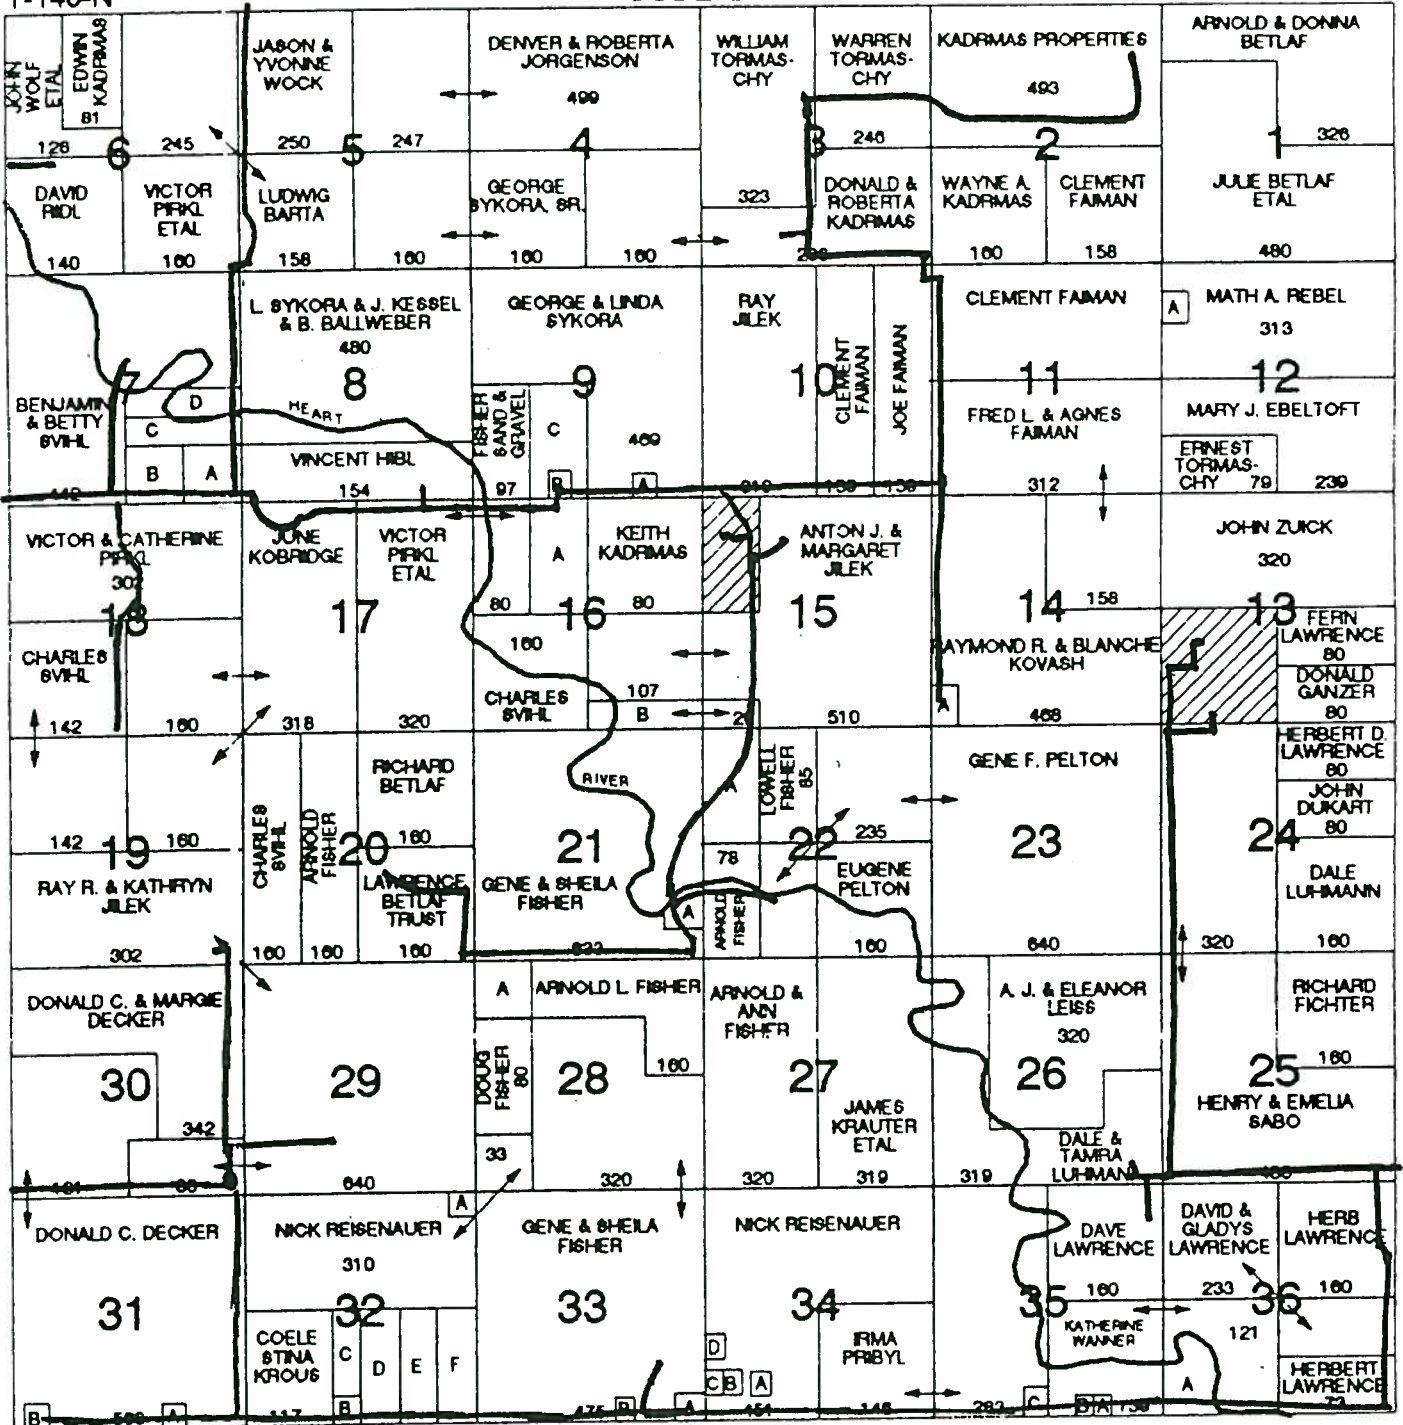 T-140-N
JOHN
WOLF
ETAL
126
EDWIN
KADRMAS
81
6
245
JASON &
YVONNE
WOCK
250
5
247
DENVER & ROBERTA
JORGENSON
499
4
WILLIAM
TORMAS-
CHY
323
WARREN
TORMAS-
CHY
3
246
KADRMAS PROPERTIES
493
2
ARNOLD & DONNA
BETLAF
1
326
DAVID
RIDL
140
VICTOR
PIRKL
ETAL
160
LUDWIG
BARTA
158
160
GEORGE
SYKORA, SR.
160
160
DONALD &
ROBERTA
KADRMAS
WAYNE A.
KADRMAS
160
CLEMENT
FAIMAN
158
JULIE BETLAF
ETAL
480
7
BENJAMIN
& BETTY
SVIHL
D
C
B
A
L. SYKORA & J. KESSEL
& B. BALLWEBER
480
8
HEART
VINCENT HIBL
154
GEORGE & LINDA
SYKORA
9
FISHER
SAND &
GRAVEL
97
C
469
B
A
RAY
JILEK
10
CLEMENT
FAIMAN
JOE FAIMAN
CLEMENT FAIMAN
11
FRED L. & AGNES
FAIMAN
312
A
MATH A. REBEL
313
12
MARY J. EBELTOFT
ERNEST
TORMAS-
CHY
79
239
VICTOR & CATHERINE
PIRKL
302
18
CHARLES
SVIHL
142
160
JUNE
KOBRIDGE
17
318
VICTOR
PIRKL
ETAL
320
80
A
16
160
KEITH
KADRMAS
80
107
CHARLES
SVIHL
B
ANTON J. &
MARGARET
JILEK
15
510
14
158
RAYMOND R. & BLANCHE
KOVASH
A
468
JOHN ZUICK
320
13
FERN
LAWRENCE
80
DONALD
GANZER
80
142
19
160
RAY R. & KATHRYN
JILEK
302
CHARLES
SVIHL
160
ARNOLD
FISHER
160
RICHARD
BETLAF
160
20
LAWRENCE
BETLAF
TRUST
160
RIVER
21
GENE & SHEILA
FISHER
A
A
78
LOWELL
FISHER
85
22
235
ARNOLD
FISHER
EUGENE
PELTON
160
GENE F. PELTON
23
640
HERBERT D.
LAWRENCE
80
JOHN
DUKART
80
24
DALE
LUHMANN
320
160
DONALD C. & MARGIE
DECKER
30
342
29
640
A
A
ARNOLD L. FISHER
DOUG
FISHER
80
28
160
33
320
ARNOLD &
ANN
FISHER
27
320
JAMES
KRAUTER
ETAL
319
A. J. & ELEANOR
LEISS
320
26
319
DALE &
TAMRA
LUHMANN
RICHARD
FICHTER
160
25
HENRY & EMELIA
SABO
DONALD C. DECKER
31
B
A
NICK REISENAUER
310
32
COELE
STINA
KROUS
117
C
B
D
E
F
GENE & SHEILA
FISHER
33
475
B
A
NICK REISENAUER
34
D
C
B
A
IRMA
PRIBYL
DAVE
LAWRENCE
160
35
KATHERINE
WANNER
C
B
A
DAVID &
GLADYS
LAWRENCE
233
36
121
A
HERB
LAWRENCE
160
HERBERT
LAWRENCE